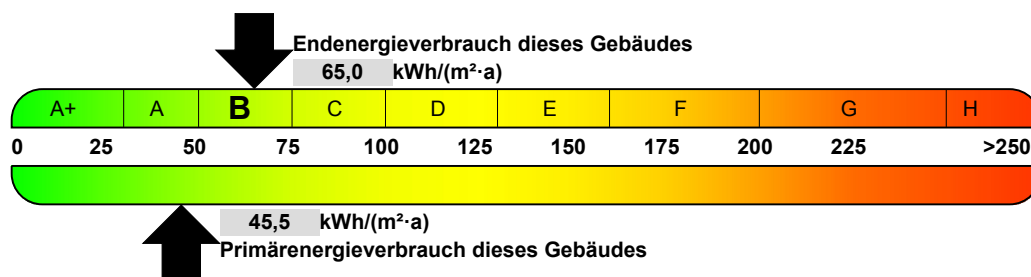 Endenergieverbrauch dieses Gebäudes
65,0 kWh/(m²·a)
A+ A B C D E F G H
0 25 50 75 100 125 150 175 200 225 >250
45,5 kWh/(m²·a)
Primärenergieverbrauch dieses Gebäudes